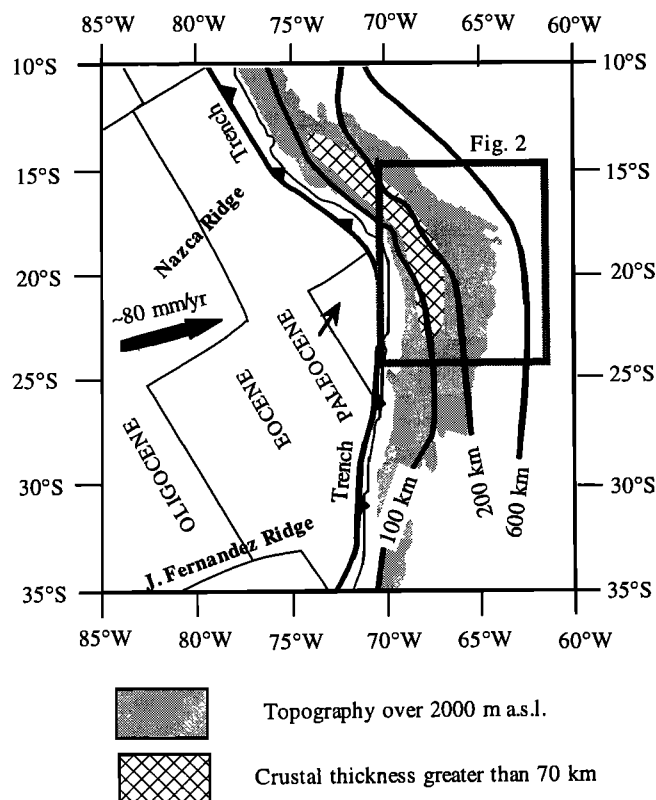 85°W 80°W 75°W 70°W 65°W 60°W
10°S 10°S
Trench
Fig. 2
15°S 15°S
Nazca Ridge
20°S 20°S
~80 mm/yr
PALEOCENE
EOCENE
25°S 25°S
OLIGOCENE
Trench
100 km
200 km
600 km
30°S 30°S
J. Fernandez Ridge
35°S 35°S
85°W 80°W 75°W 70°W 65°W 60°W
Topography over 2000 m a.s.l.
Crustal thickness greater than 70 km